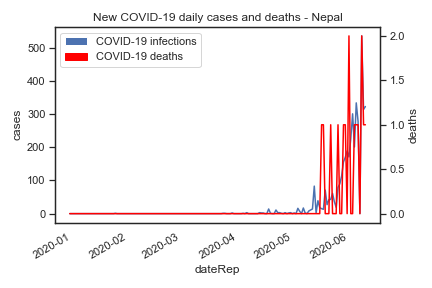 New COVID-19 daily cases and deaths - Nepal
COVID-19 infections
COVID-19 deaths
500
400
300
200
100
0
cases
2.0
1.5
1.0
0.5
0.0
deaths
2020-01
2020-02
2020-03
2020-04
2020-05
2020-06
dateRep